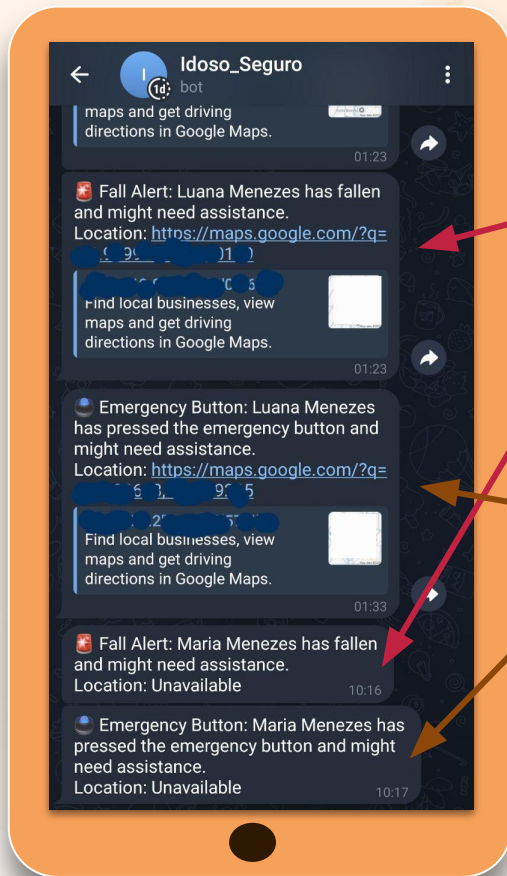 Idoso_Seguro
1d
bot
maps and get driving
directions in Google Maps.
01:23
Fall Alert: Luana Menezes has fallen
and might need assistance.
Location: https://maps.google.com/?q=
Find local businesses, view
maps and get driving
directions in Google Maps.
01:23
Emergency Button: Luana Menezes
has pressed the emergency button and
might need assistance.
Location: https://maps.google.com/?q=
Find local businesses, view
maps and get driving
directions in Google Maps.
01:33
Fall Alert: Maria Menezes has fallen
and might need assistance.
Location: Unavailable
10:16
Emergency Button: Maria Menezes has
pressed the emergency button and might
need assistance.
Location: Unavailable
10:17